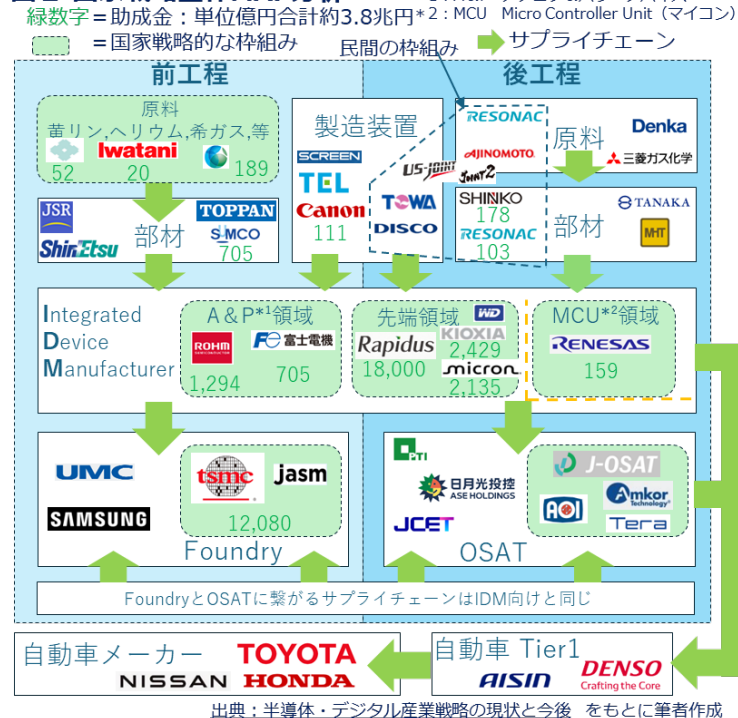 緑数字=助成金：単位億円合計約3.8兆円*
2：MCU Micro Controller Unit（マイコン）
=国家戦略的な枠組み
民間の枠組み
サプライチェーン
前工程
後工程
原料
黄リン,ヘリウム,希ガス,等
Iwatani
52
20
189
製造装置
SCREEN
TEL
Canon
111
US-JOINT
TOWA
DISCO
RESONAC
AJINOMOTO
JOINT2
原料
Denka
三菱ガス化学
JSR
TOPPAN
ShinEtsu
部材
SUMCO
705
SHINKO
178
RESONAC
103
部材
TANAKA
MHT
Integrated
Device
Manufacturer
A&P*1領域
ROHM
SEMICONDUCTOR
富士電機
1,294
705
先端領域
WD
Rapidus
KIOXIA
18,000
2,429
micron
2,135
MCU*2領域
RENESAS
159
UMC
SAMSUNG
tsmc
jasm
12,080
Foundry
PTI
日月光投控
ASE HOLDINGS
JCET
J-OSAT
AOI
Amkor
Technology
Tera
OSAT
FoundryとOSATに繋がるサプライチェーンはIDM向けと同じ
自動車メーカー
TOYOTA
NISSAN
HONDA
自動車 Tier1
AISIN
DENSO
Crafting the Core
出典：半導体・デジタル産業戦略の現状と今後 をもとに筆者作成